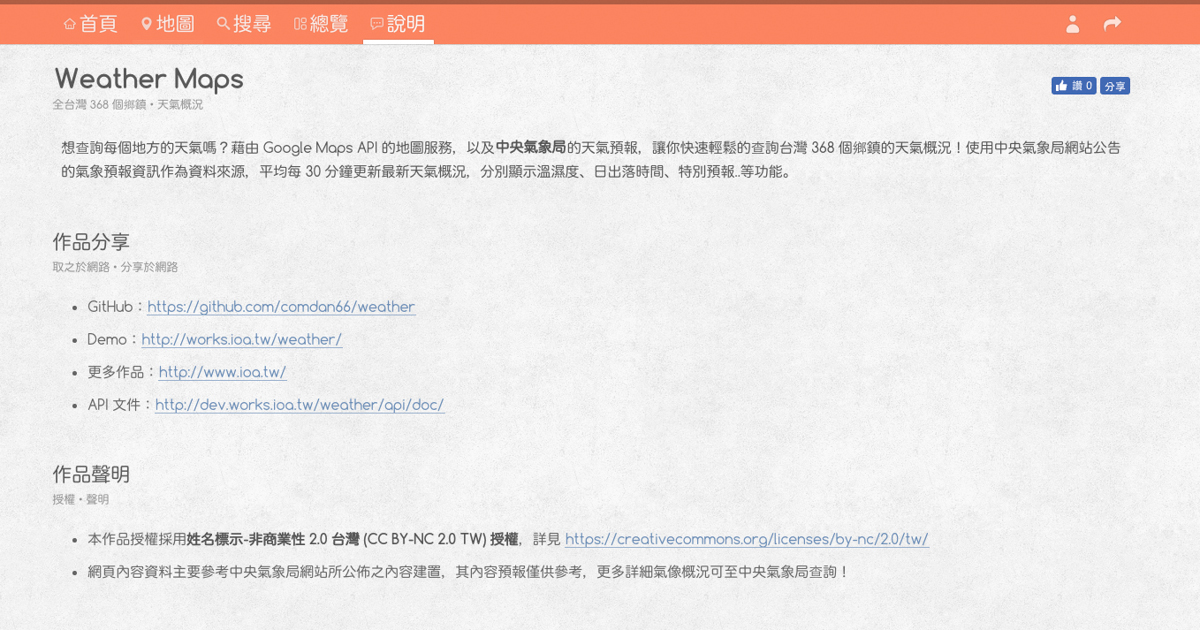 首頁 地圖 搜尋 總覽 說明
Weather Maps
讚 0 分享
全台灣 368 個鄉鎮・天氣概況
想查詢每個地方的天氣嗎？藉由 Google Maps API 的地圖服務，以及中央氣象局的天氣預報，讓你快速輕鬆的查詢台灣 368 個鄉鎮的天氣概況！使用中央氣象局網站公告
的氣象預報資訊作為資料來源，平均每 30 分鐘更新最新天氣概況，分別顯示溫濕度、日出落時間、特別預報..等功能。
作品分享
取之於網路・分享於網路
GitHub：https://github.com/comdan66/weather
Demo：http://works.ioa.tw/weather/
更多作品：http://www.ioa.tw/
API 文件：http://dev.works.ioa.tw/weather/api/doc/
作品聲明
授權・聲明
本作品授權採用姓名標示-非商業性 2.0 台灣 (CC BY-NC 2.0 TW) 授權，詳見 https://creativecommons.org/licenses/by-nc/2.0/tw/
網頁內容資料主要參考中央氣象局網站所公佈之內容建置，其內容預報僅供參考，更多詳細氣像概況可至中央氣象局查詢！